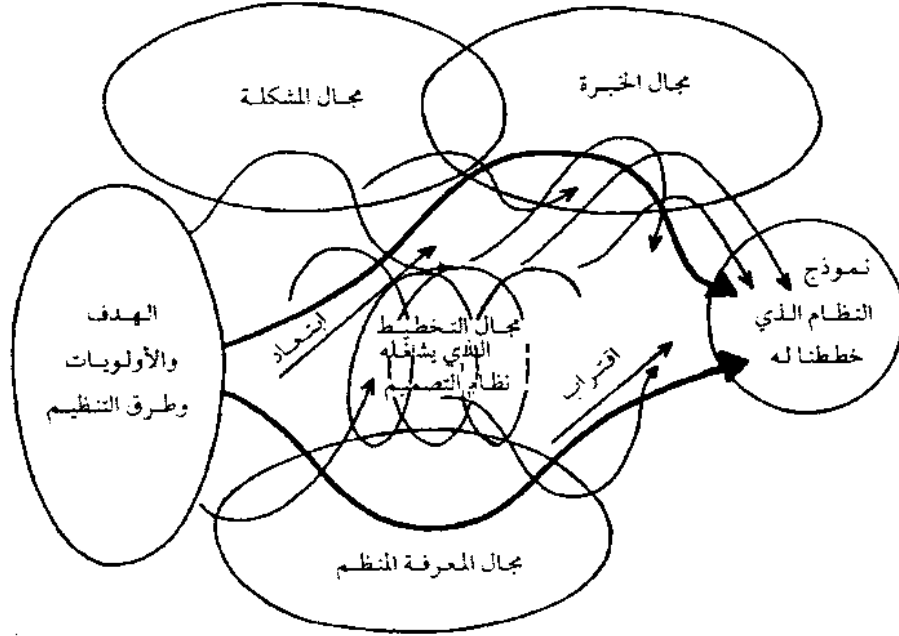 مجال الخبرة
مجال المشكلة
نموذج
النظام الذي
خططنا له
الهدف
والأولويات
وطرق التنظيم
ابتعاد
مجال التخطيط
الذي يشغله
نظام التصميم
اقتراب
مجال المعرفة المنظم